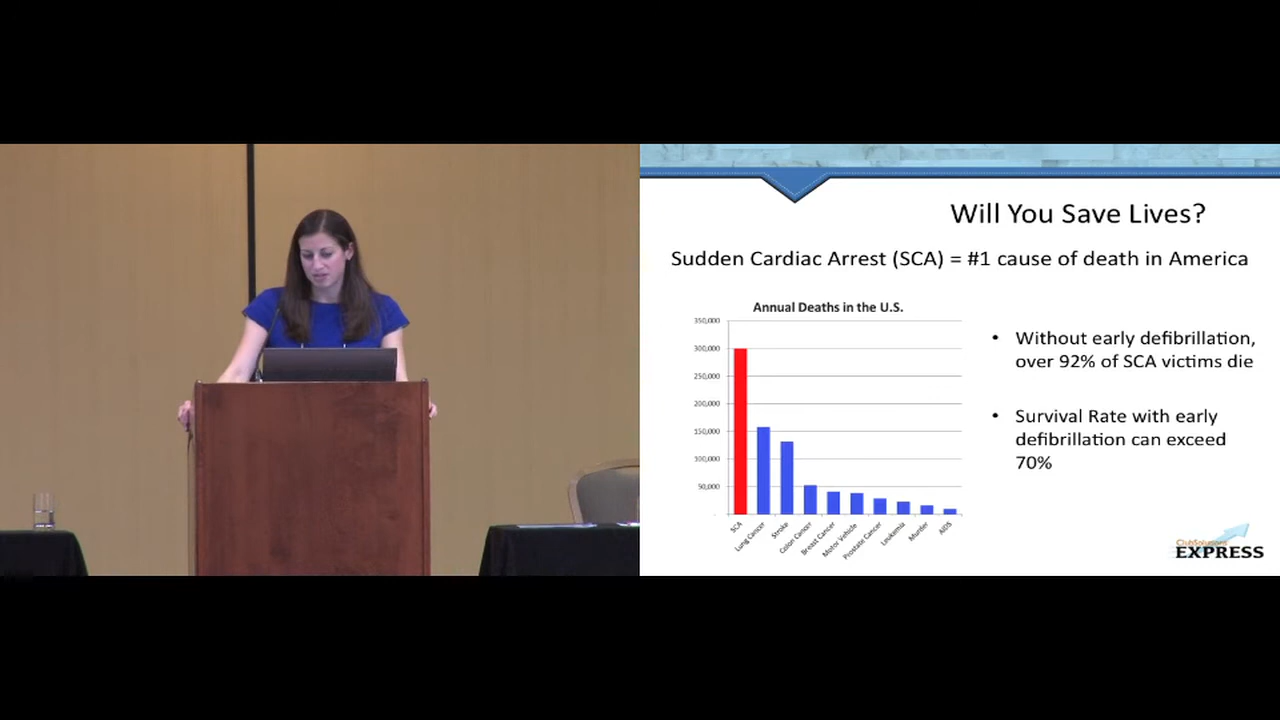 Will You Save Lives?
Sudden Cardiac Arrest (SCA) = #1 cause of death in America
Annual Deaths in the U.S.
350,000
300,000
250,000
200,000
150,000
100,000
50,000
-
SCA
Lung Cancer
Stroke
Colon Cancer
Breast Cancer
Motor Vehicle
Prostate Cancer
Leukemia
Murder
AIDS
• Without early defibrillation,
over 92% of SCA victims die
• Survival Rate with early
defibrillation can exceed
70%
ClubSolutions
EXPRESS